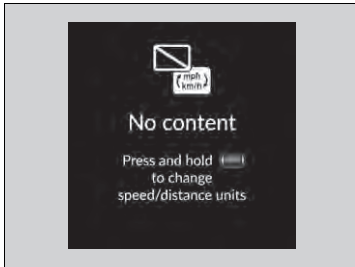 mph
km/h
No content
Press and hold
to change
speed/distance units